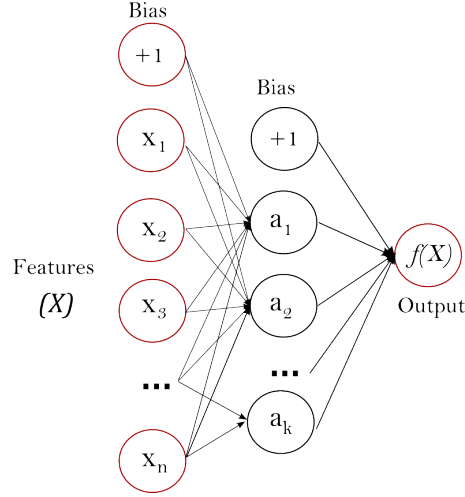 Bias
+1
x1
x2
x3
...
xn
Features
(X)
Bias
+1
a1
a2
...
ak
f(X)
Output